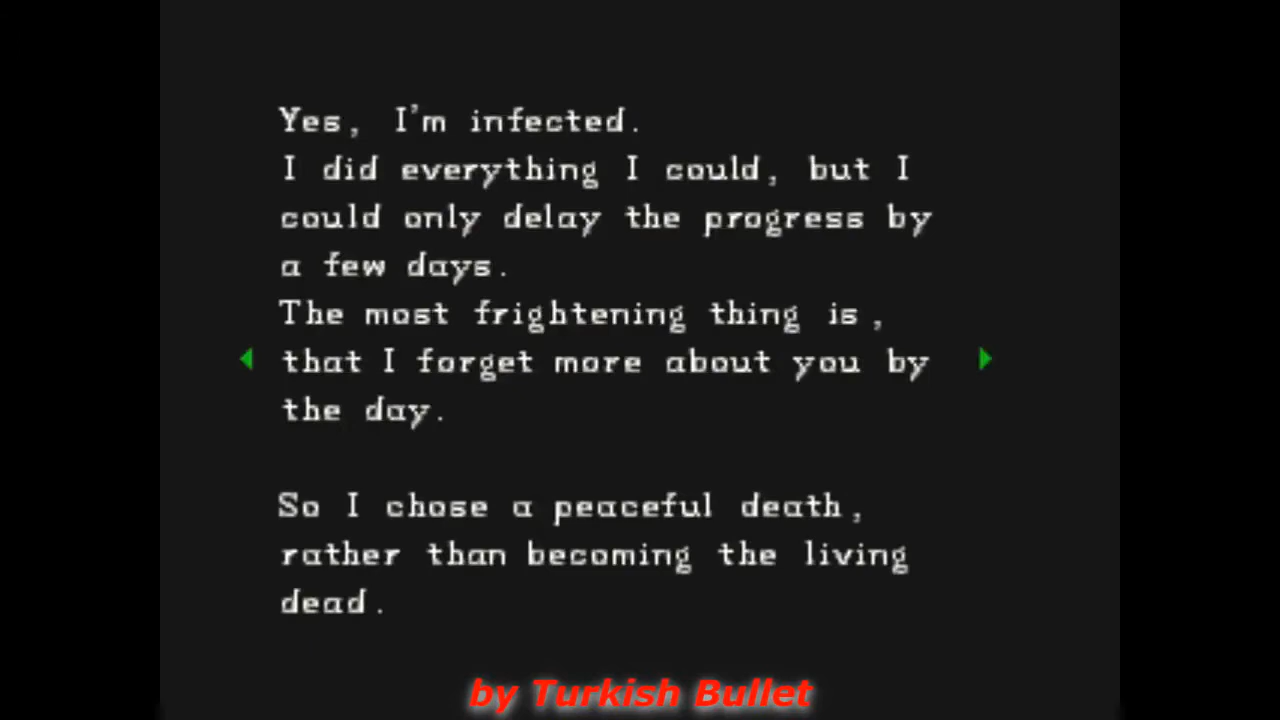 Yes, I'm infected.
I did everything I could, but I
could only delay the progress by
a few days.
The most frightening thing is,
that I forget more about you by
the day.
So I chose a peaceful death,
rather than becoming the living
dead.
by Turkish Bullet